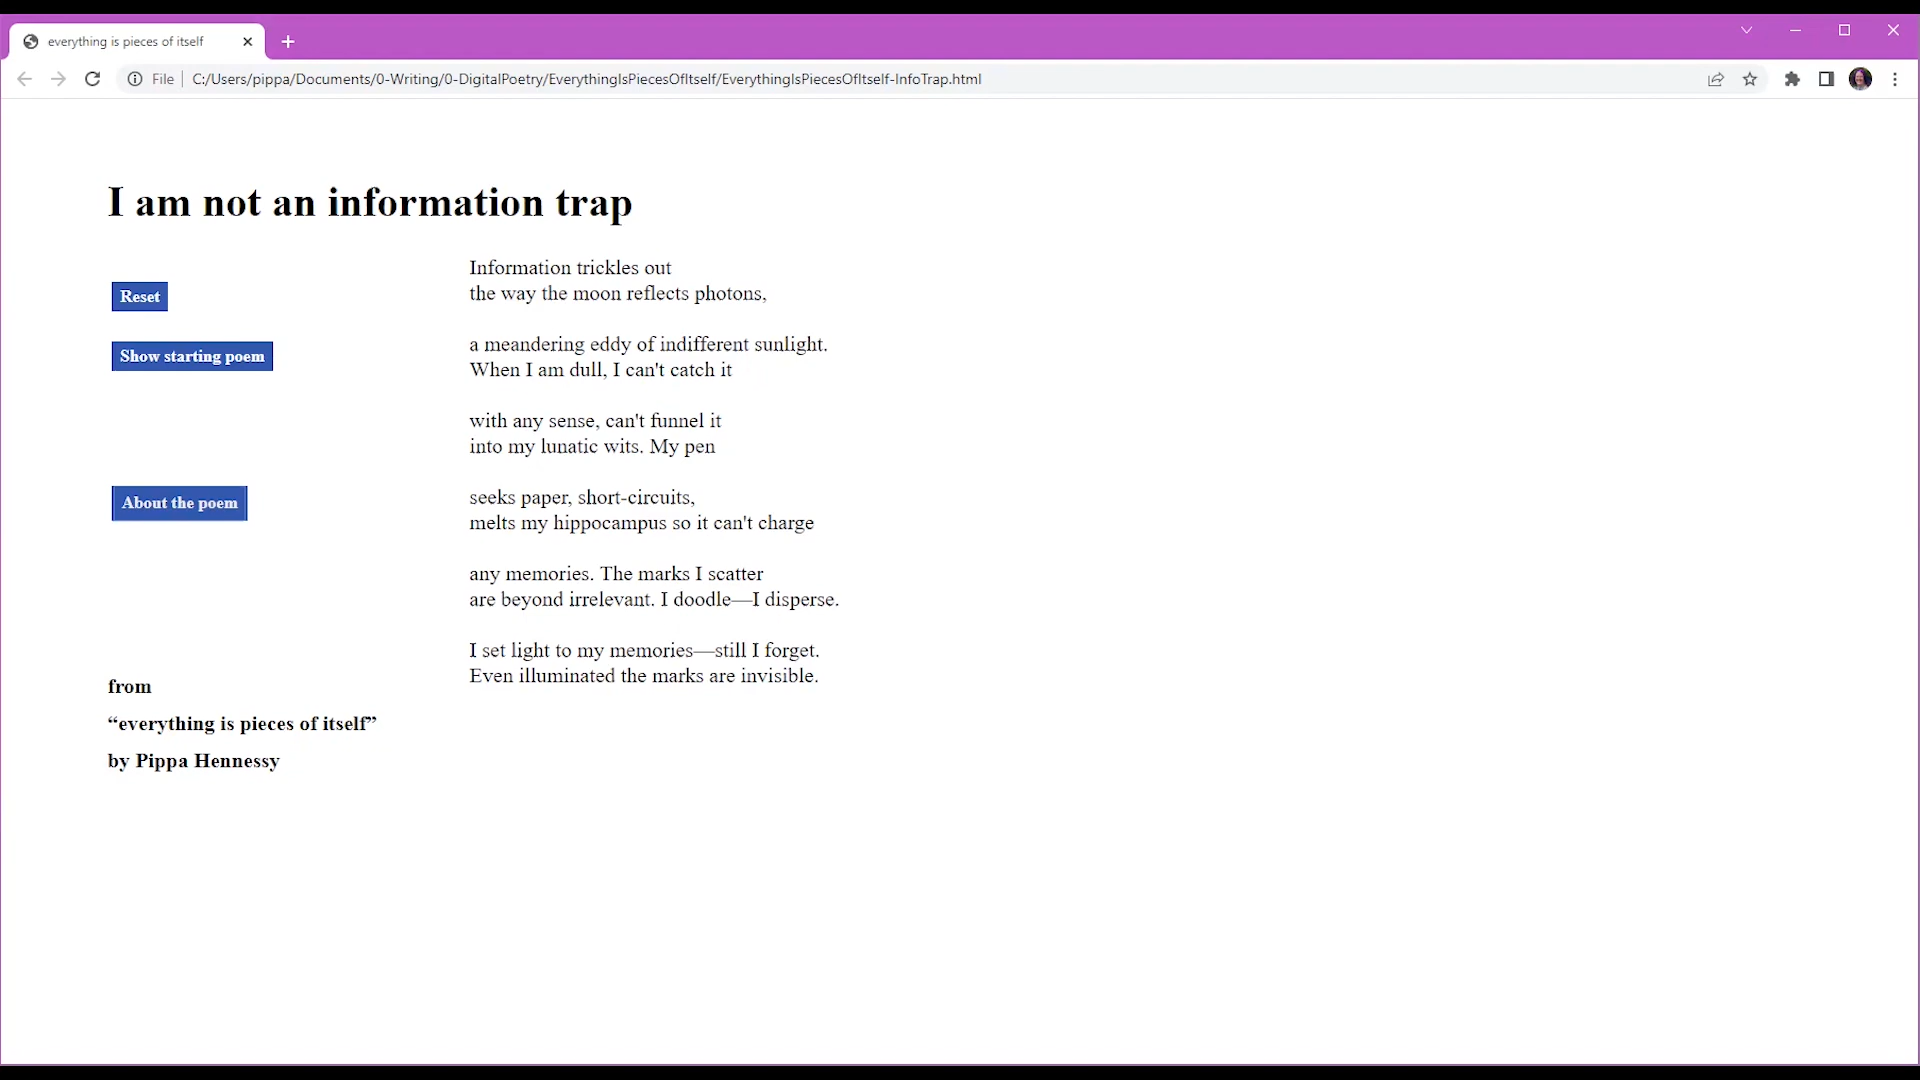 everything is pieces of itself
File
C:/Users/pippa/Documents/0-Writing/0-DigitalPoetry/EverythingIsPiecesOfItself/EverythingIsPiecesOfItself-InfoTrap.html
I am not an information trap
Reset
Show starting poem
About the poem
from
“everything is pieces of itself”
by Pippa Hennessy
Information trickles out
the way the moon reflects photons,
a meandering eddy of indifferent sunlight.
When I am dull, I can't catch it
with any sense, can't funnel it
into my lunatic wits. My pen
seeks paper, short-circuits,
melts my hippocampus so it can't charge
any memories. The marks I scatter
are beyond irrelevant. I doodle—I disperse.
I set light to my memories—still I forget.
Even illuminated the marks are invisible.